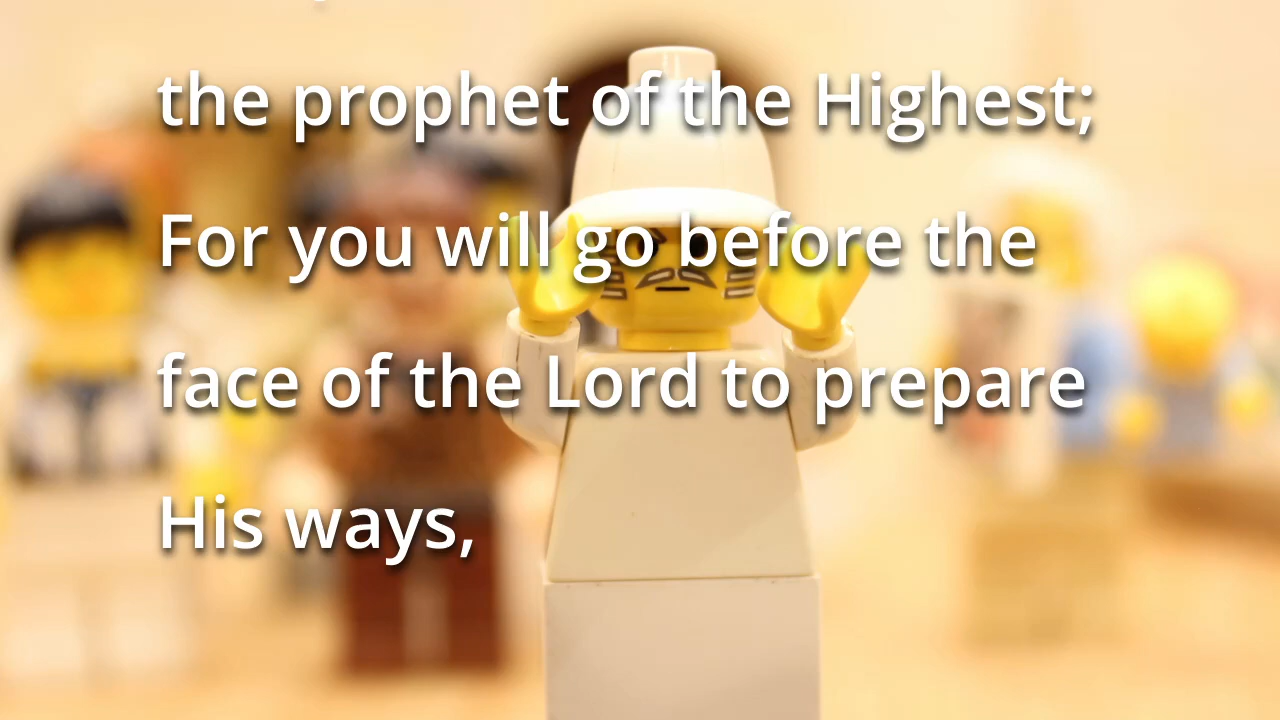 the prophet of the Highest;
For you will go before the
face of the Lord to prepare
His ways,